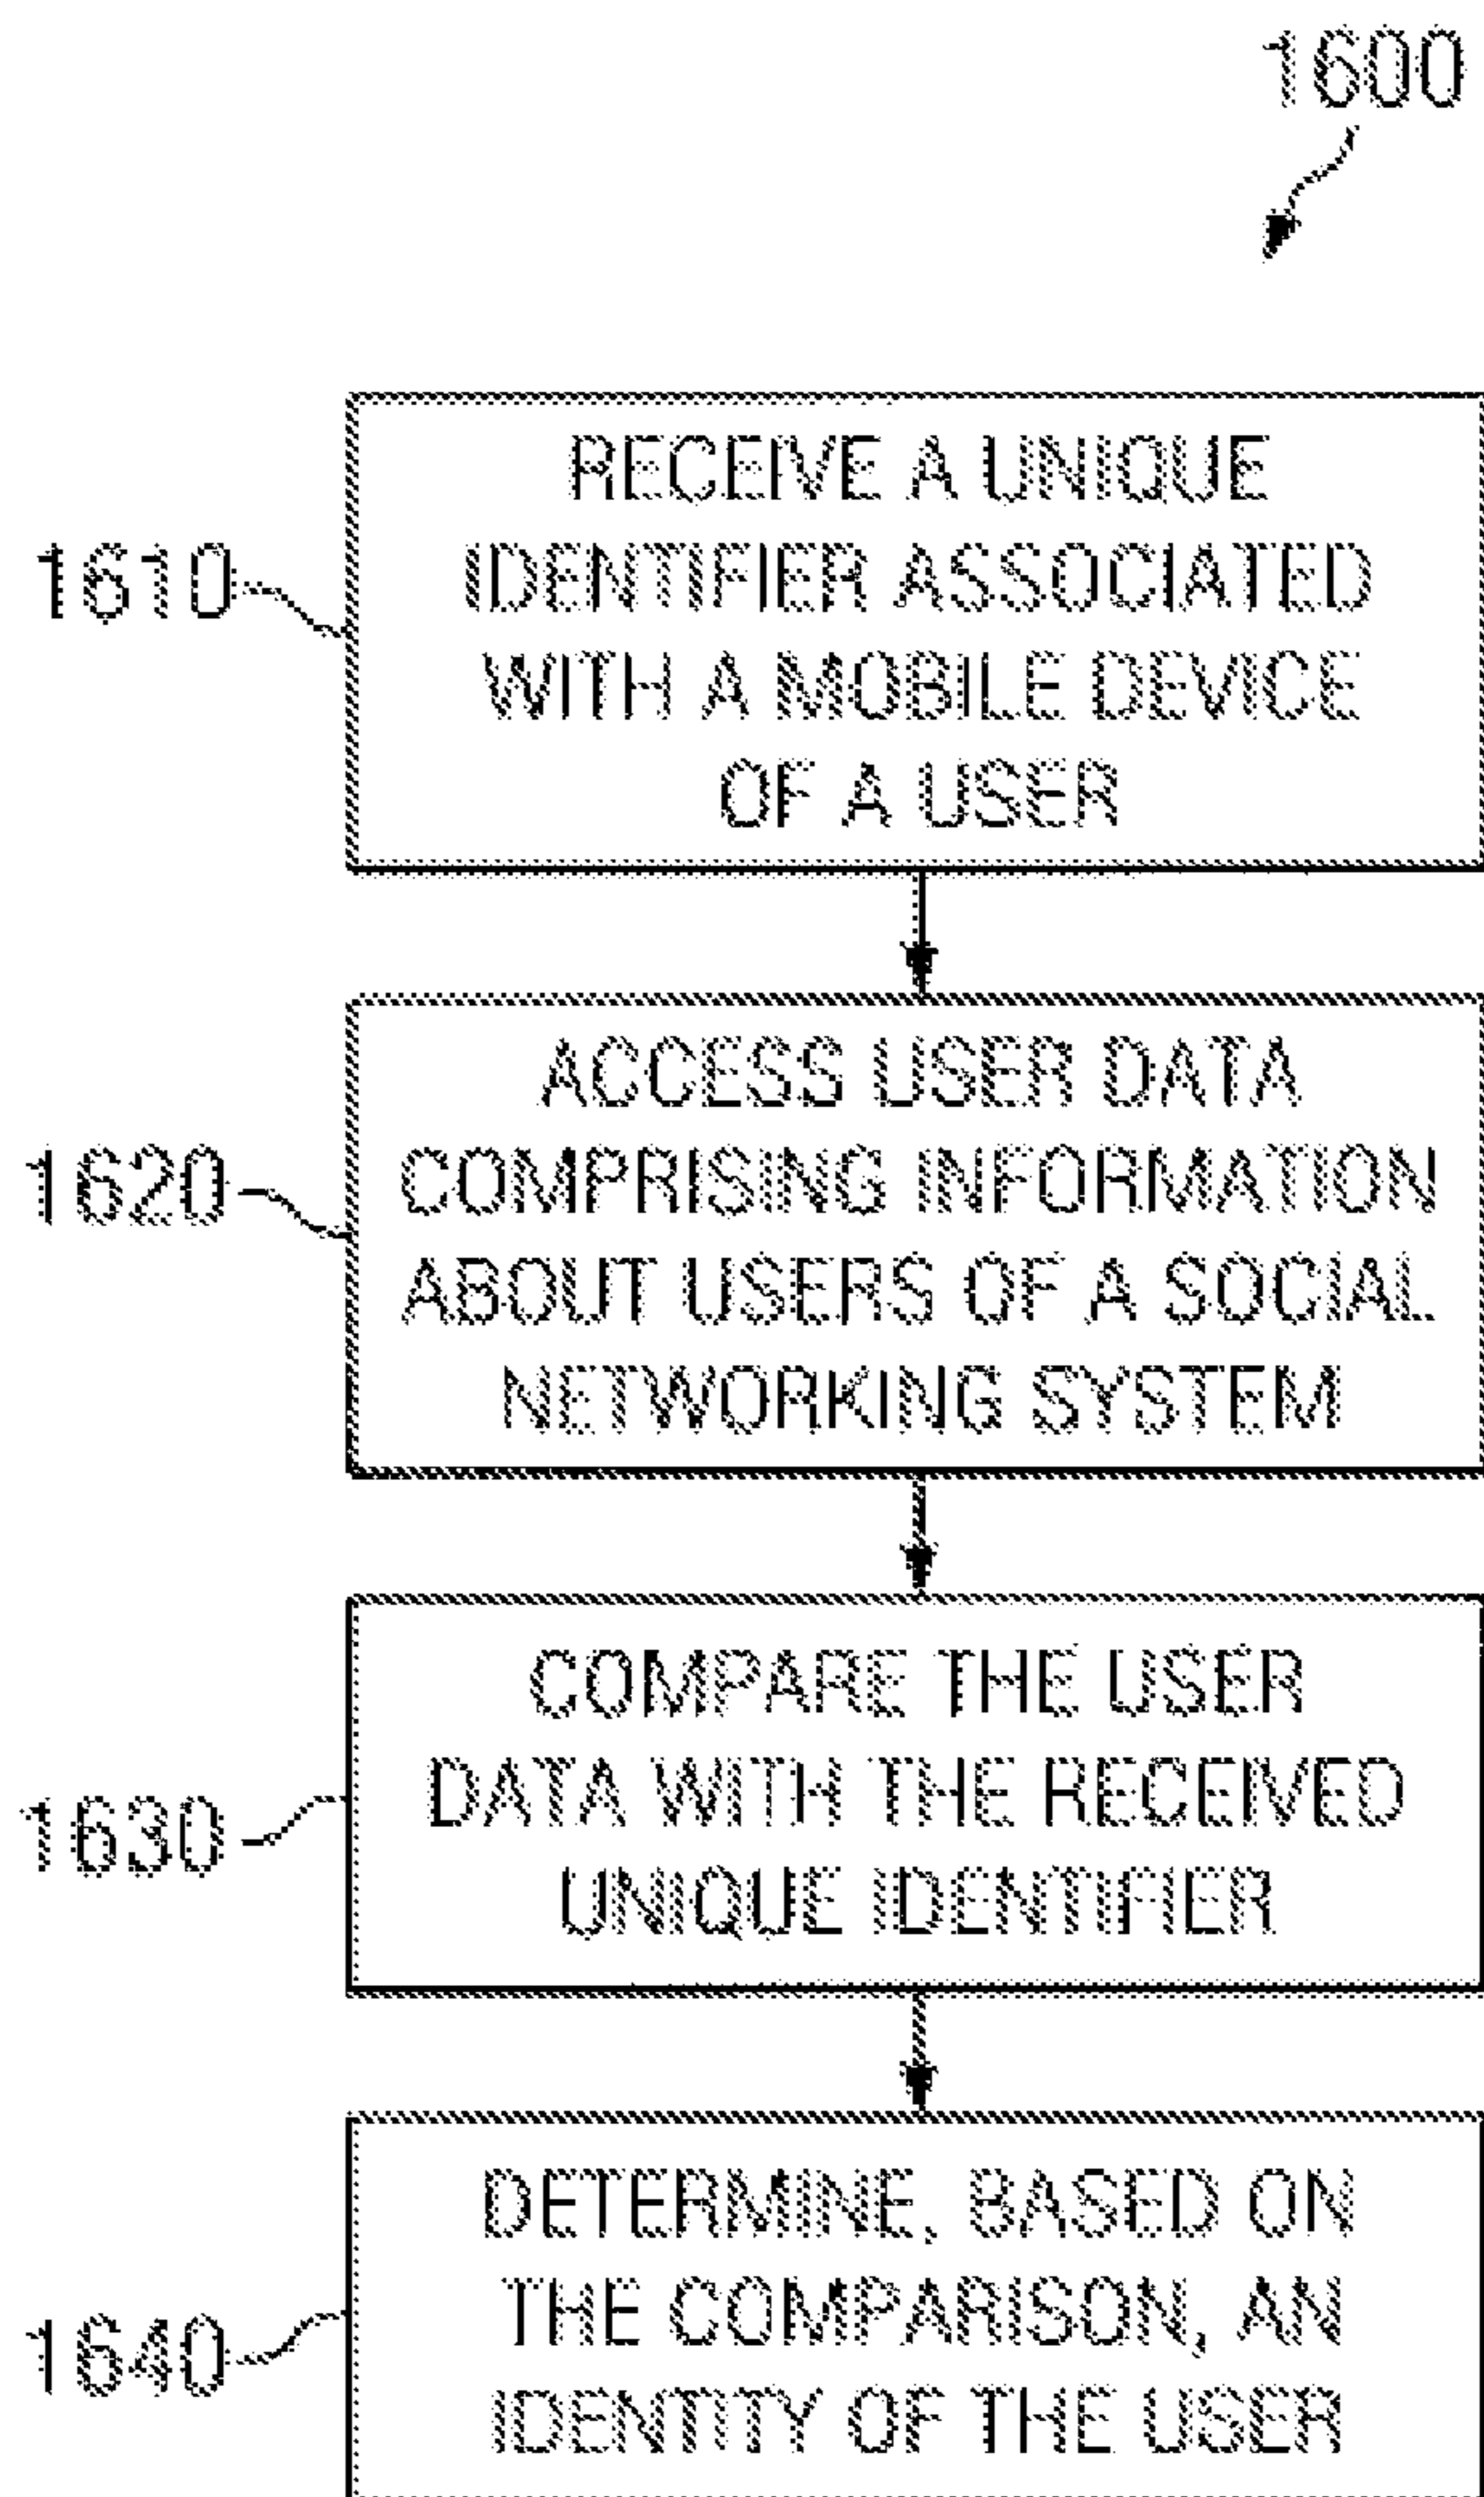 1600
1610
RECEIVE A UNIQUE
IDENTIFIER ASSOCIATED
WITH A MOBILE DEVICE
OF A USER
1620
ACCESS USER DATA
COMPRISING INFORMATION
ABOUT USERS OF A SOCIAL
NETWORKING SYSTEM
1630
COMPARE THE USER
DATA WITH THE RECEIVED
UNIQUE IDENTIFIER
1640
DETERMINE, BASED ON
THE COMPARISON, AN
IDENTITY OF THE USER